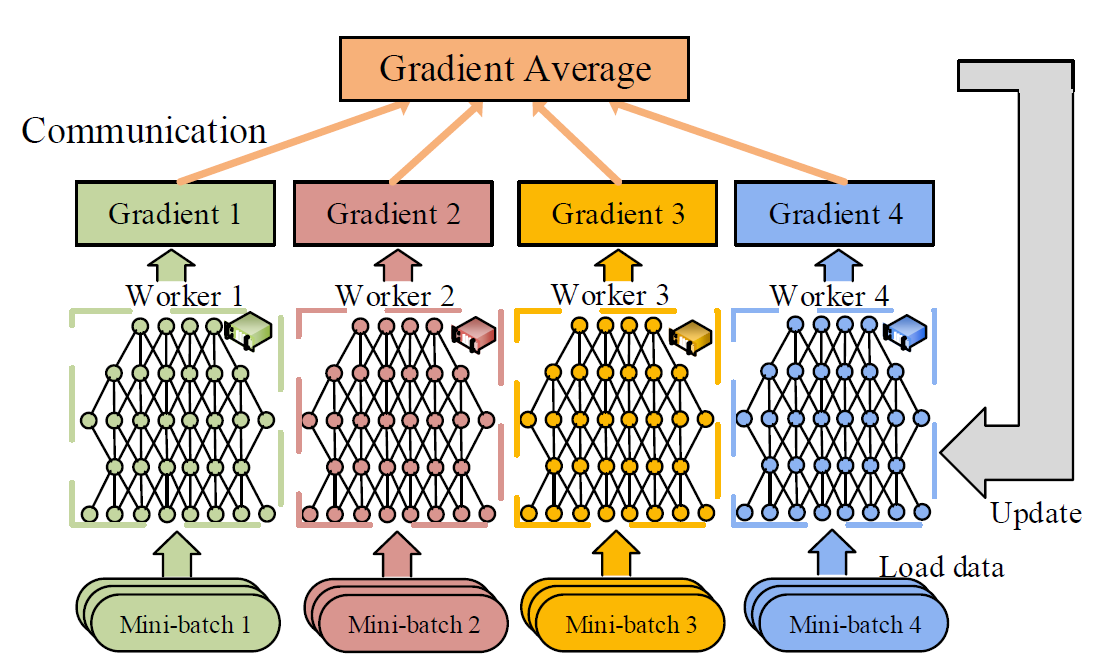 Gradient Average
Communication
Gradient 1
Gradient 2
Gradient 3
Gradient 4
Worker 1
Worker 2
Worker 3
Worker 4
Update
Load data
Mini-batch 1
Mini-batch 2
Mini-batch 3
Mini-batch 4